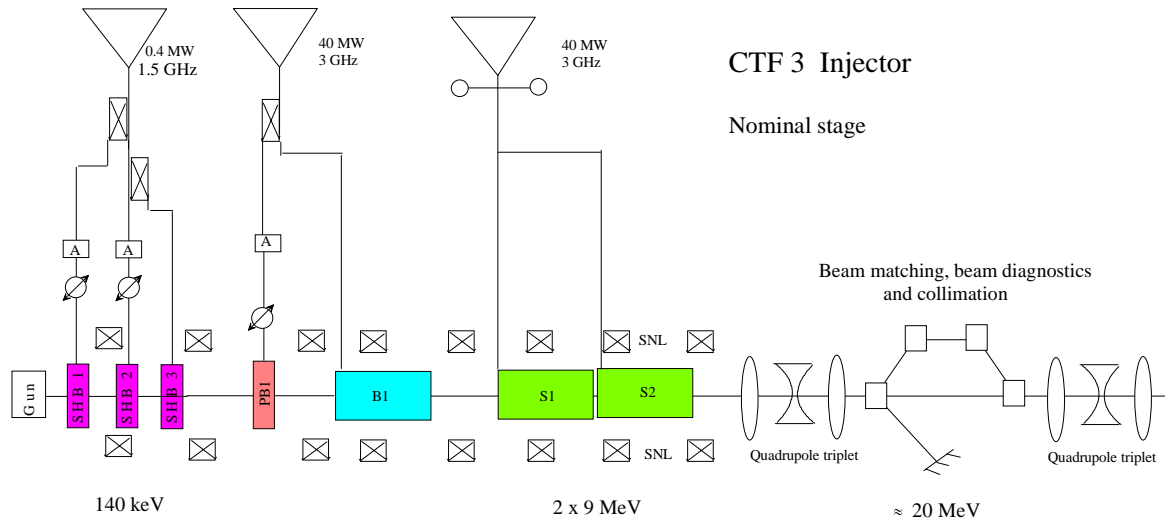 0.4 MW
1.5 GHz
40 MW
3 GHz
40 MW
3 GHz
CTF 3 Injector
Nominal stage
A
A
A
Beam matching, beam diagnostics
and collimation
SNL
Gun
SHB 1
SHB 2
SHB 3
PB1
B1
S1
S2
SNL
Quadrupole triplet
Quadrupole triplet
140 keV
2 x 9 MeV
≈ 20 MeV